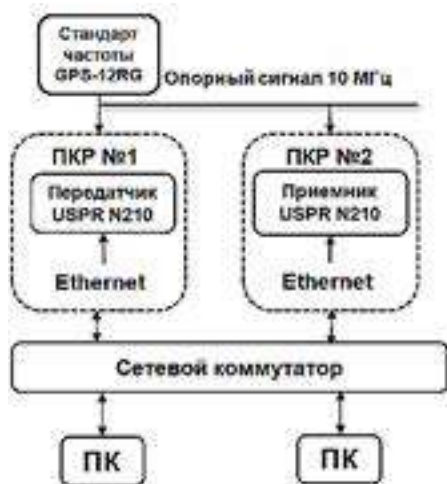 Стандарт
частоты
GPS-12RG
Опорный сигнал 10 МГц
ПКР №1
ПКР №2
Передатчик
USPR N210
Приемник
USPR N210
Ethernet
Ethernet
Сетевой коммутатор
ПК
ПК